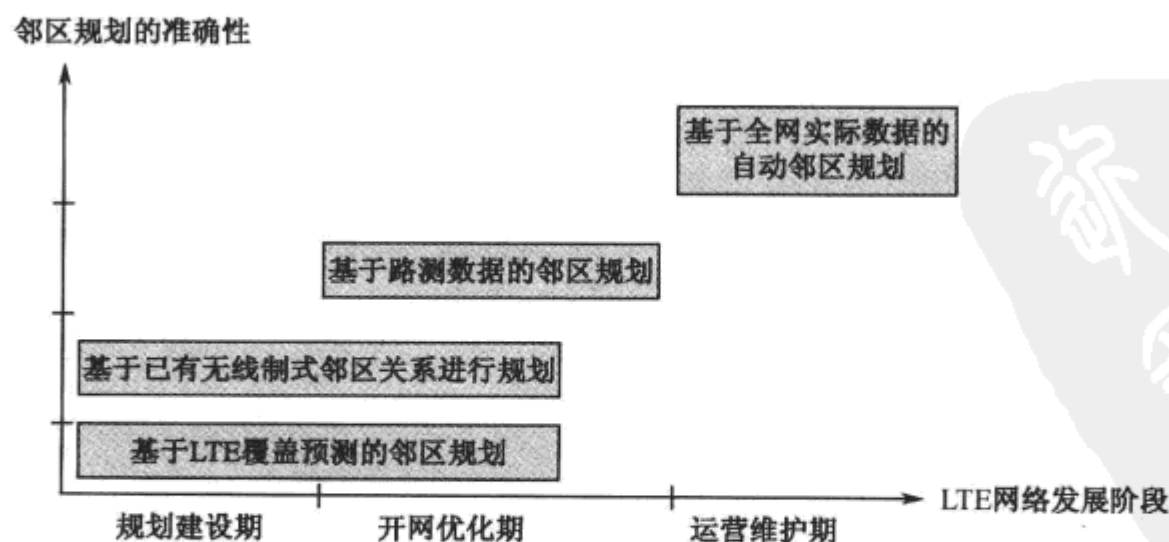 邻区规划的准确性
基于全网实际数据的
自动邻区规划
基于路测数据的邻区规划
基于已有无线制式邻区关系进行规划
基于LTE覆盖预测的邻区规划
LTE网络发展阶段
规划建设期 开网优化期 运营维护期